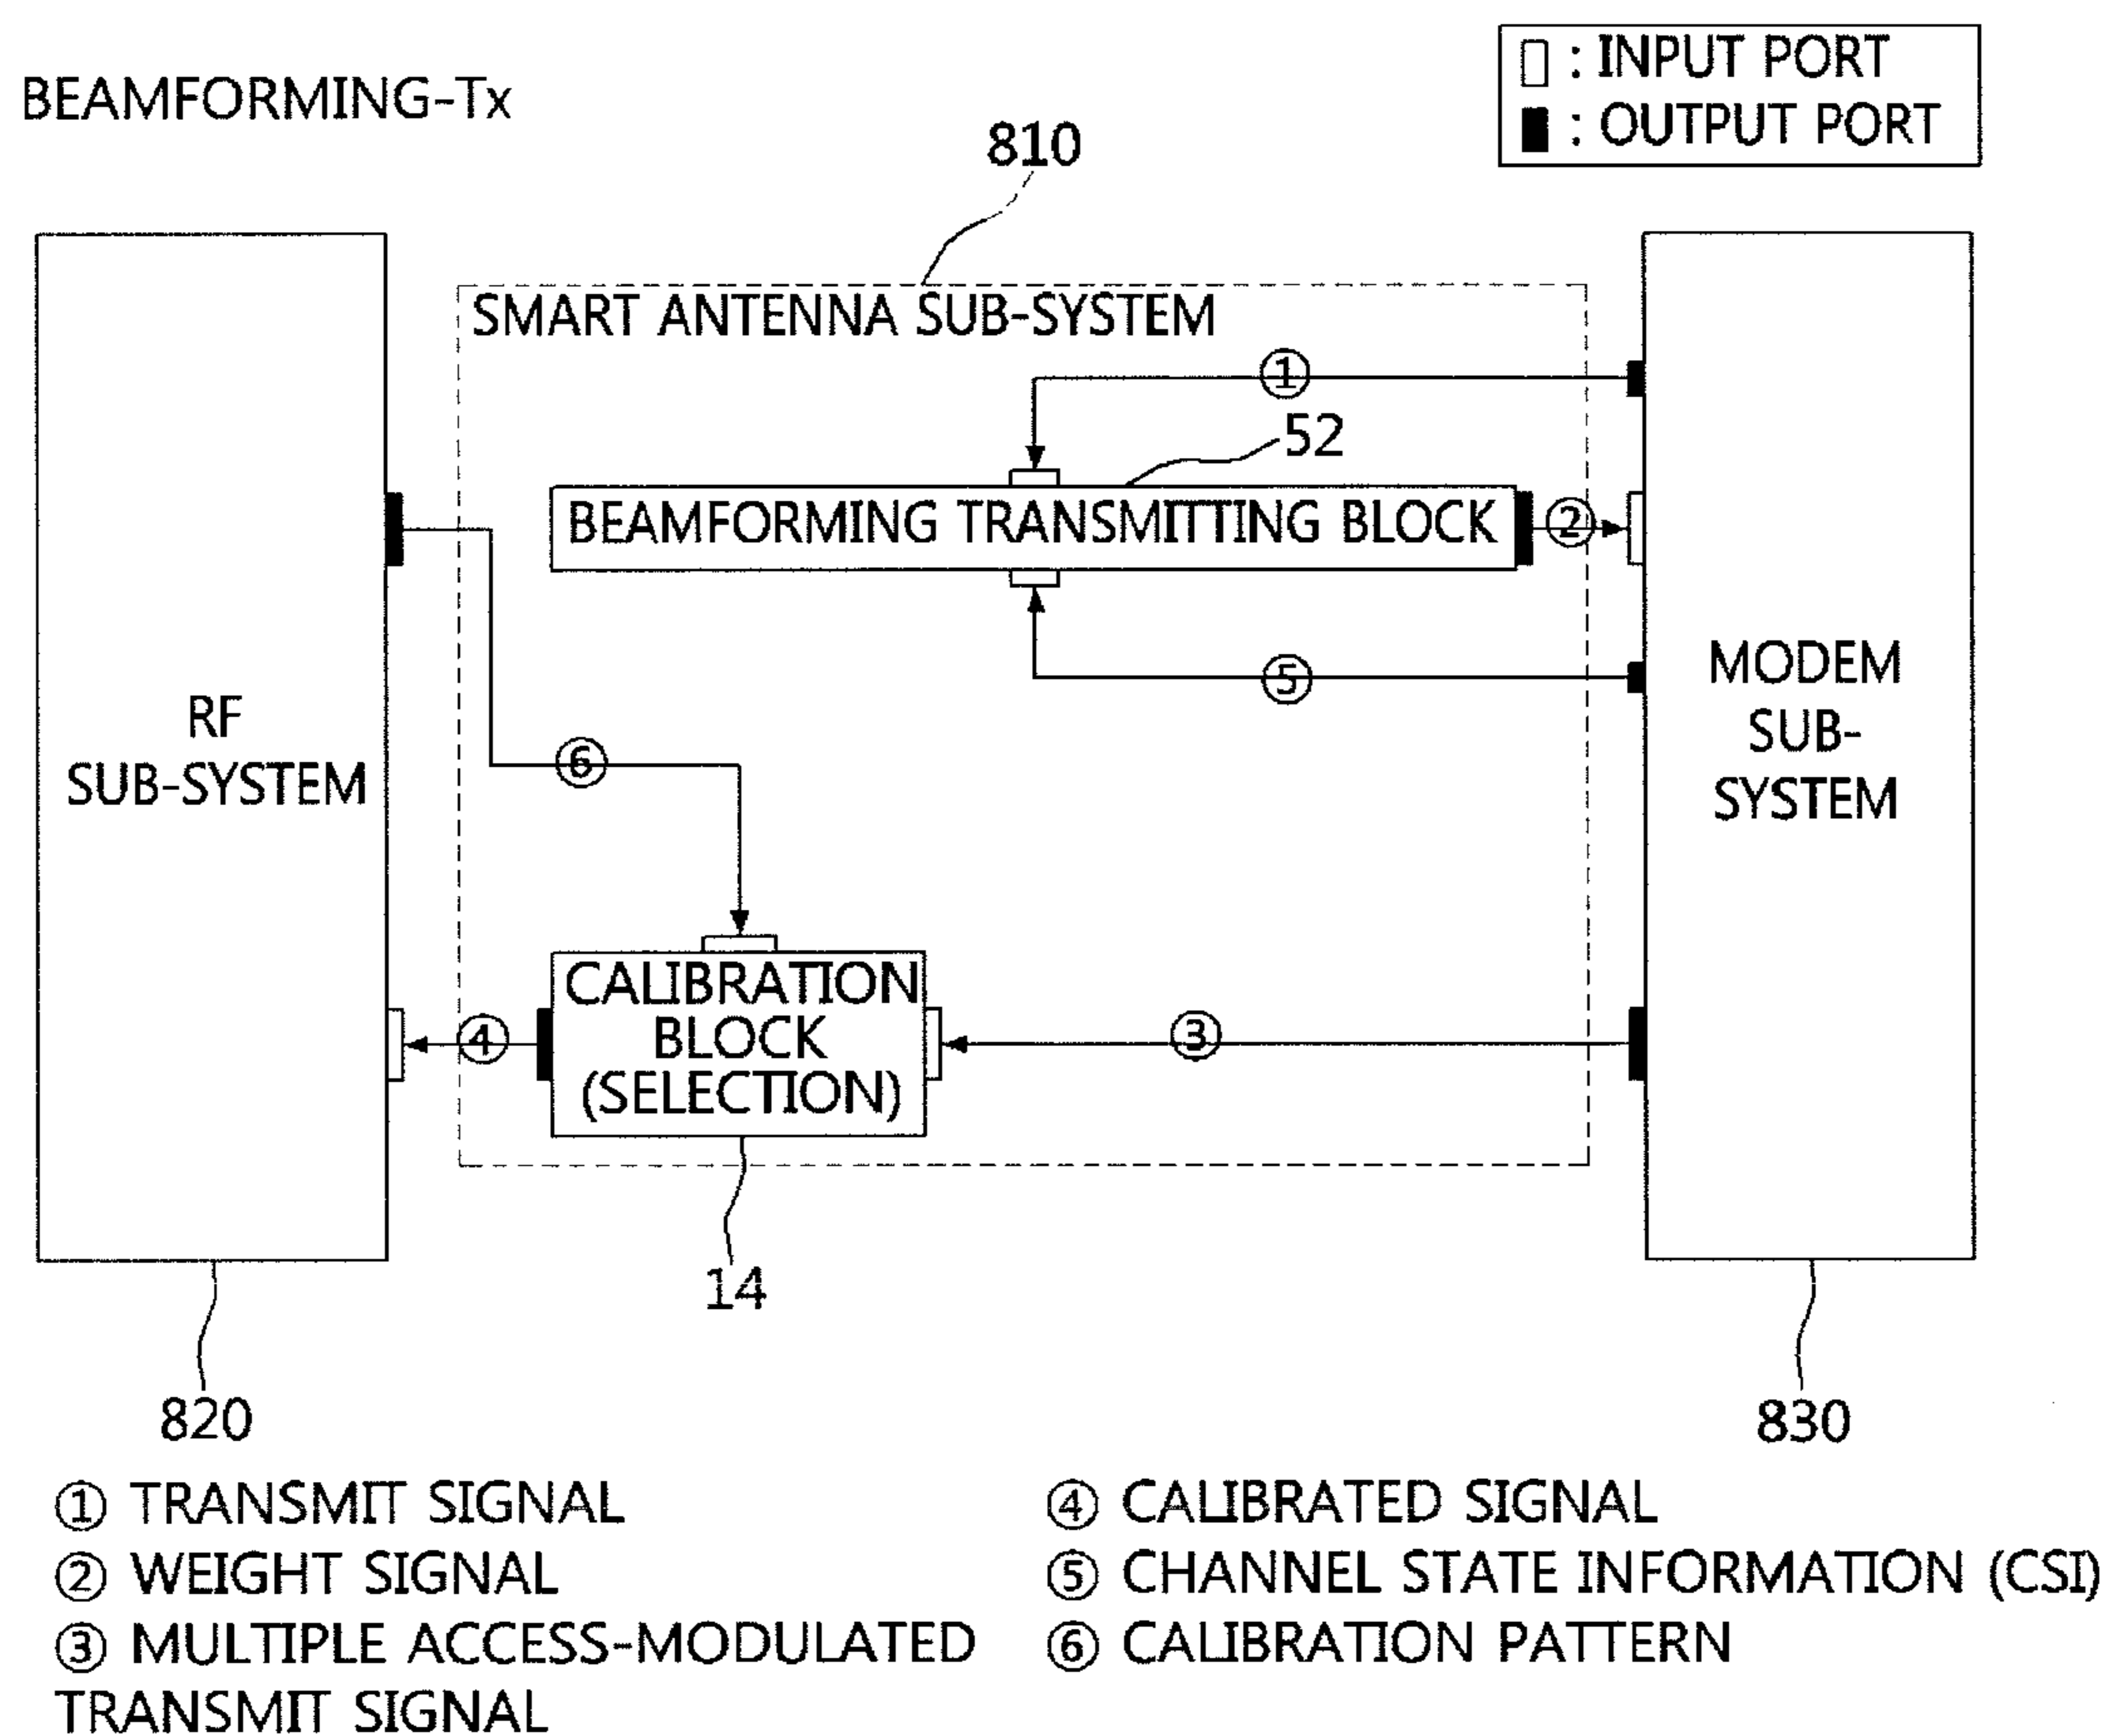 BEAMFORMING-Tx
: INPUT PORT
: OUTPUT PORT
810
SMART ANTENNA SUB-SYSTEM
①
52
BEAMFORMING TRANSMITTING BLOCK
②
⑤
RF
SUB-SYSTEM
MODEM
SUB-
SYSTEM
⑥
CALIBRATION
BLOCK
(SELECTION)
④
③
14
820
830
① TRANSMIT SIGNAL
② WEIGHT SIGNAL
③ MULTIPLE ACCESS-MODULATED
TRANSMIT SIGNAL
④ CALIBRATED SIGNAL
⑤ CHANNEL STATE INFORMATION (CSI)
⑥ CALIBRATION PATTERN